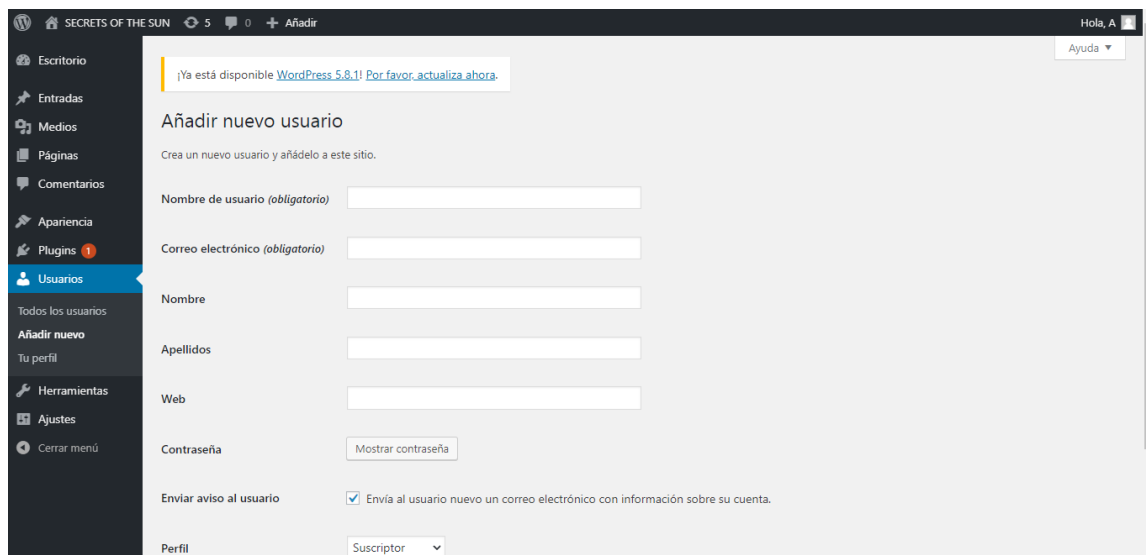 SECRETS OF THE SUN 5 0 + Añadir Hola, A
Ayuda ▼
Escritorio
Entradas
Medios
Páginas
Comentarios
Apariencia
Plugins 1
Usuarios
Todos los usuarios
Añadir nuevo
Tu perfil
Herramientas
Ajustes
Cerrar menú
¡Ya está disponible WordPress 5.8.1! Por favor, actualiza ahora.
Añadir nuevo usuario
Crea un nuevo usuario y añádelo a este sitio.
Nombre de usuario (obligatorio)
Correo electrónico (obligatorio)
Nombre
Apellidos
Web
Contraseña Mostrar contraseña
Enviar aviso al usuario Envía al usuario nuevo un correo electrónico con información sobre su cuenta.
Perfil Suscriptor